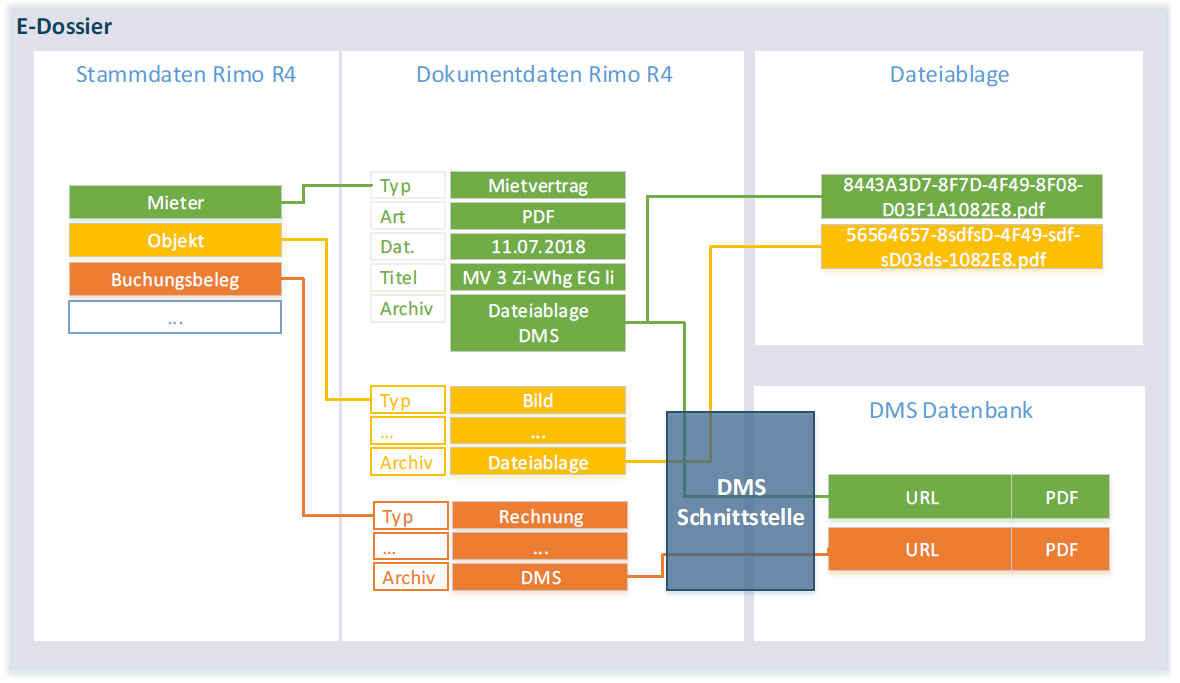 E-Dossier
Stammdaten Rimo R4
Mieter
Objekt
Buchungsbeleg
...
Dokumentdaten Rimo R4
Typ Mietvertrag
Art PDF
Dat. 11.07.2018
Titel MV 3 Zi-Whg EG li
Archiv Dateiablage
DMS
Typ Bild
... ...
Archiv Dateiablage
Typ Rechnung
... ...
Archiv DMS
Dateiablage
8443A3D7-8F7D-4F49-8F08-
D03F1A1082E8.pdf
56564657-8sdfsD-4F49-sdf-
sD03ds-1082E8.pdf
DMS
Schnittstelle
DMS Datenbank
URL PDF
URL PDF